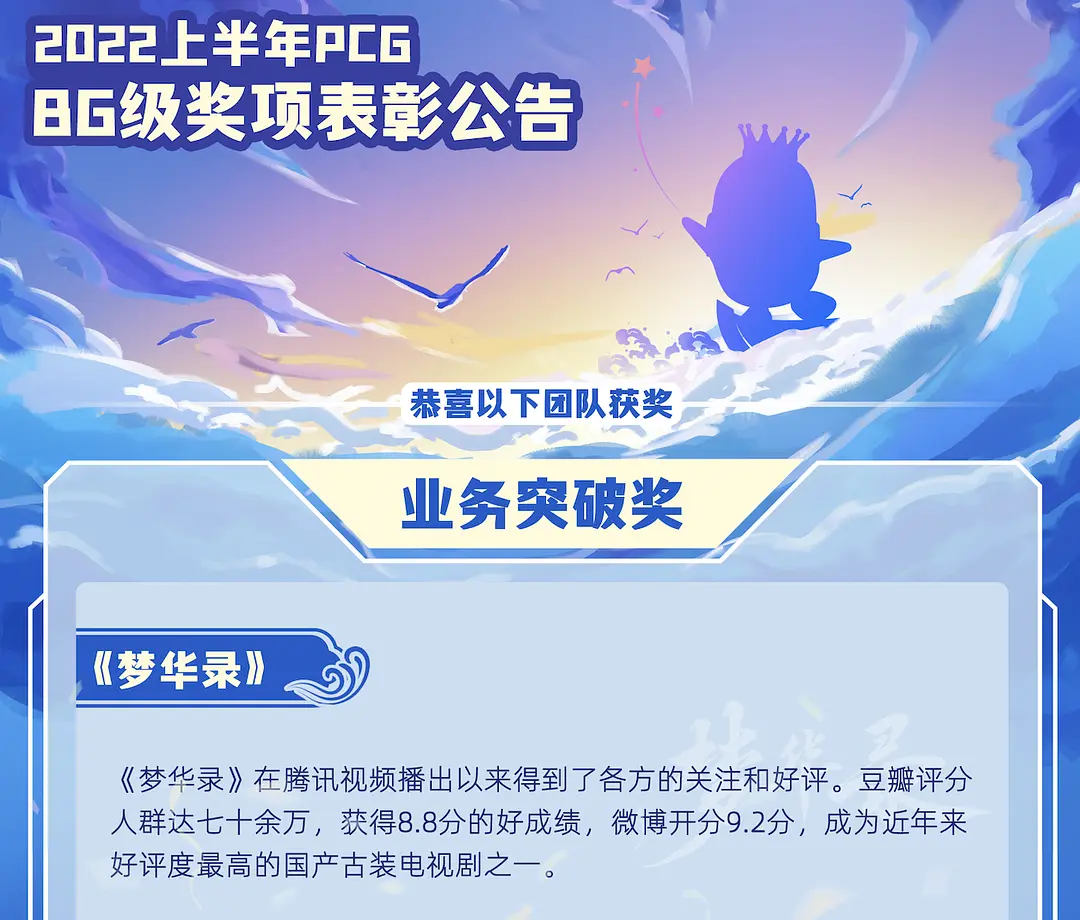 2022上半年PCG
BG级奖项表彰公告
恭喜以下团队获奖
业务突破奖
《梦华录》
梦华录
《梦华录》在腾讯视频播出以来得到了各方的关注和好评。豆瓣评分
人群达七十余万，获得8.8分的好成绩，微博开分9.2分，成为近年来
好评度最高的国产古装电视剧之一。